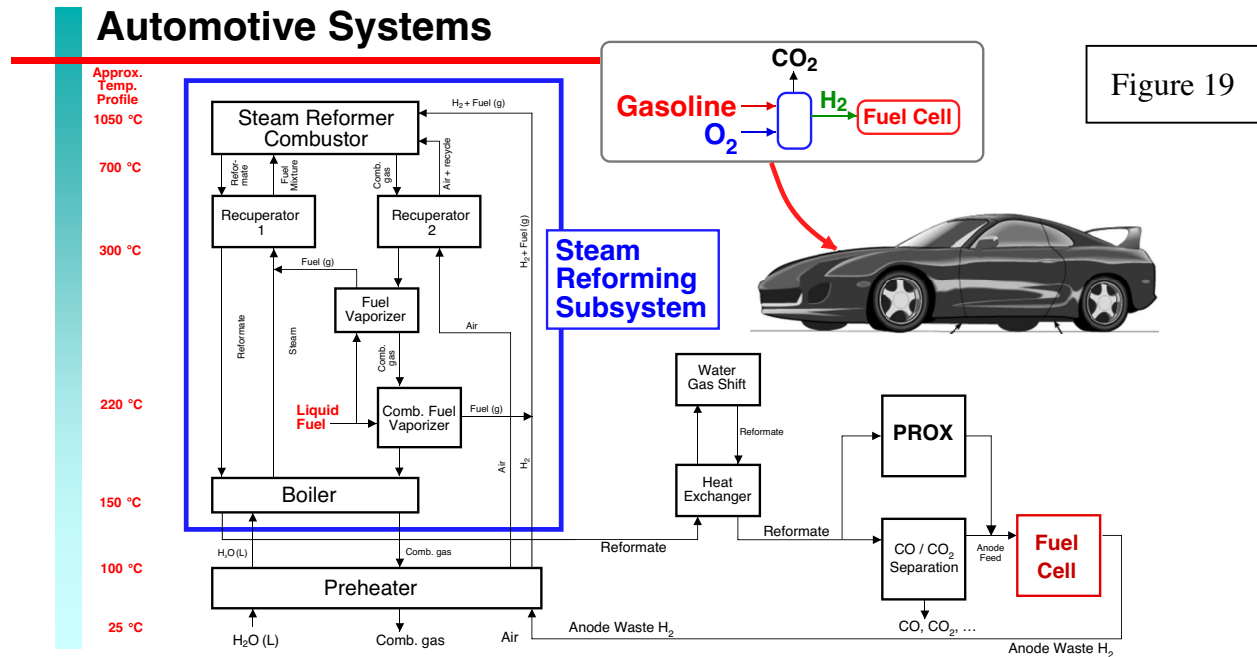 Automotive Systems
Figure 19
Approx.
Temp.
Profile
1050 °C
700 °C
300 °C
220 °C
150 °C
100 °C
25 °C
CO2
Gasoline
O2
H2
Fuel Cell
Steam Reformer
Combustor
H2 + Fuel (g)
Refor-
mate
Fuel
Mixture
Comb.
gas
Air + recycle
Recuperator
1
Recuperator
2
H2 + Fuel (g)
Steam
Reforming
Subsystem
Fuel (g)
Fuel
Vaporizer
Reformate
Steam
Air
Comb.
gas
Liquid
Fuel
Comb. Fuel
Vaporizer
Fuel (g)
Air
H2
Boiler
H2O (L)
Comb. gas
Preheater
H2O (L)
Comb. gas
Air
Water
Gas Shift
Reformate
Heat
Exchanger
Reformate
Reformate
PROX
CO / CO2
Separation
Anode
Feed
Fuel
Cell
CO, CO2, ...
Anode Waste H2
Anode Waste H2